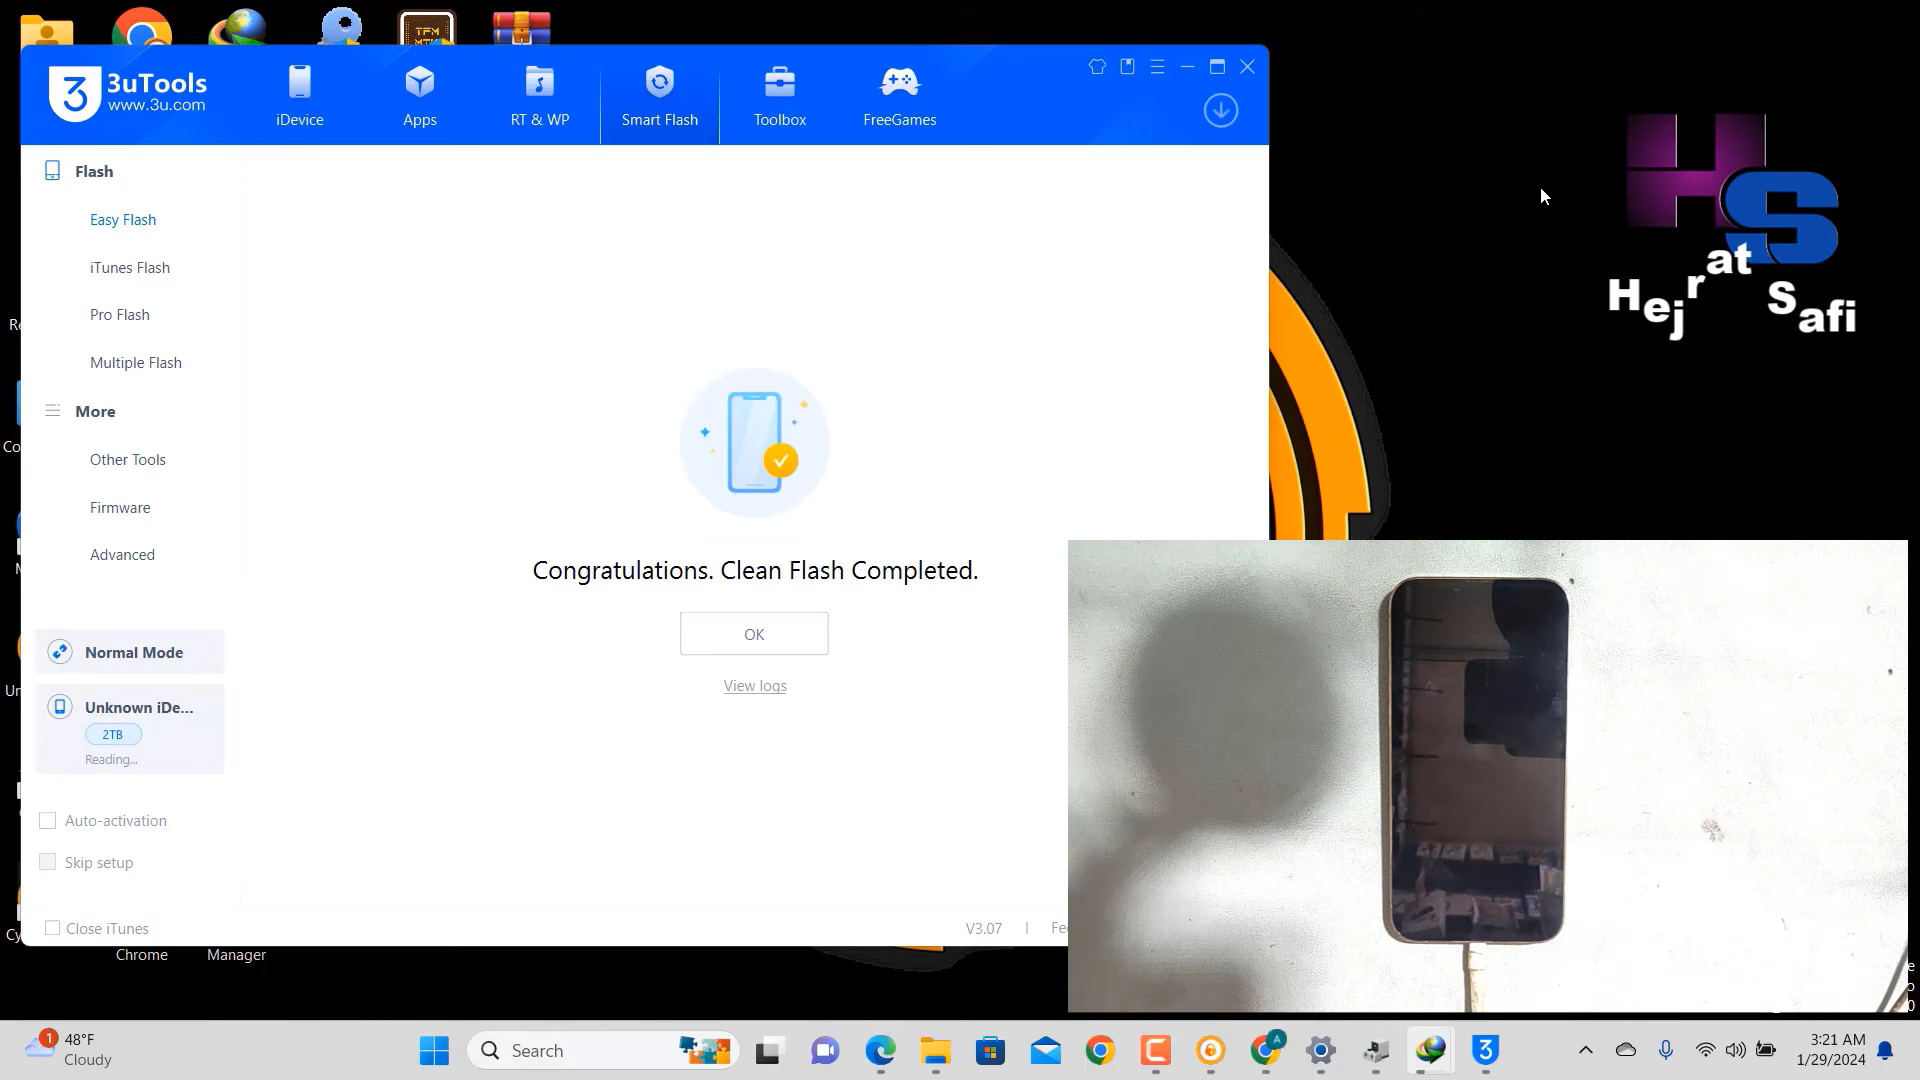 3 3uTools
www.3u.com
iDevice
Apps
RT & WP
Smart Flash
Toolbox
FreeGames
Flash
Easy Flash
iTunes Flash
Pro Flash
Multiple Flash
More
Other Tools
Firmware
Advanced
Normal Mode
Unknown iDe...
2TB
Reading...
Auto-activation
Skip setup
Close iTunes
Congratulations. Clean Flash Completed.
OK
View logs
V3.07
Chrome
Manager
HS
Hejrat Safi
1
48°F
Cloudy
Search
A
3
3:21 AM
1/29/2024